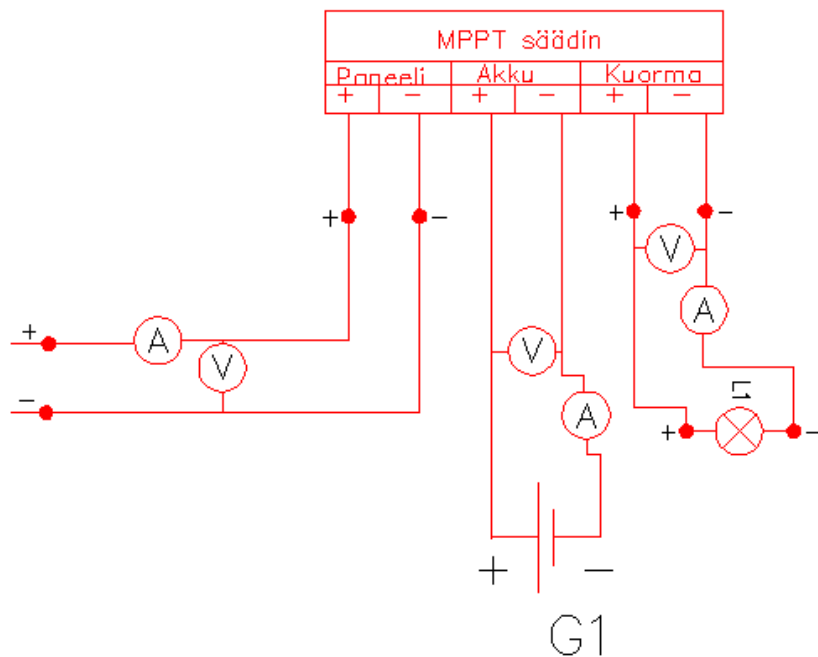 MPPT säädin
Paneeli Akku Kuorma
+ − + − + −
+ − + −
V
A
+ A V
−
V
A
L1
+ −
+ −
G1